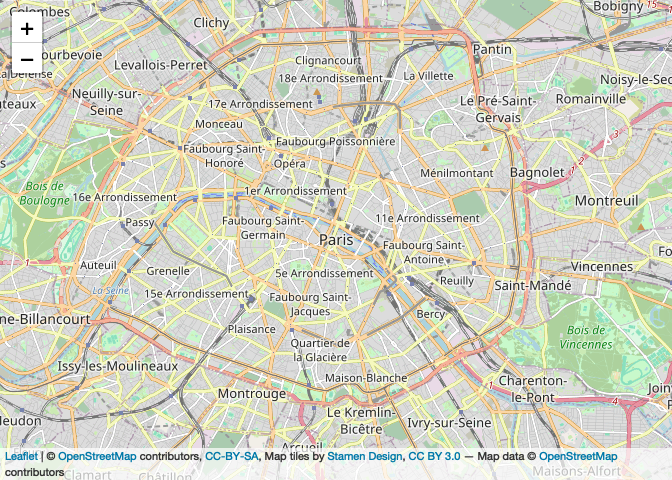 Colombes
Clichy
Bobigny
15
+
−
Pantin
Levallois-Perret
Clignancourt
18e Arrondissement
La Villette
Noisy-le-Sec
Neuilly-sur-
Seine
17e Arrondissement
Le Pré-Saint-
Gervais
Romainville
Monceau
Faubourg Poissonnière
3
Faubourg Saint-
Honoré
Opéra
Ménilmontant
Bagnolet
Bois de
Boulogne
1er Arrondissement
16e Arrondissement
Montreuil
Passy
Faubourg Saint-
Germain
11e Arrondissement
Paris
Faubourg Saint-
Antoine
1
Auteuil
Grenelle
5e Arrondissement
Vincennes
Reuilly
Saint-Mandé
La Seine
15e Arrondissement
Faubourg Saint-
Jacques
Bercy
ne-Billancourt
Plaisance
Bois de
Vincennes
Quartier de
la Glacière
Issy-les-Moulineaux
Maison-Blanche
Charenton-
le-Pont
Montrouge
4
Le Kremlin-
Bicêtre
Ivry-sur-Seine
Arcueil
Leaflet | © OpenStreetMap contributors, CC-BY-SA, Map tiles by Stamen Design, CC BY 3.0 — Map data © OpenStreetMap
contributors
Clamart
Châtillon
Maisons-Alfort